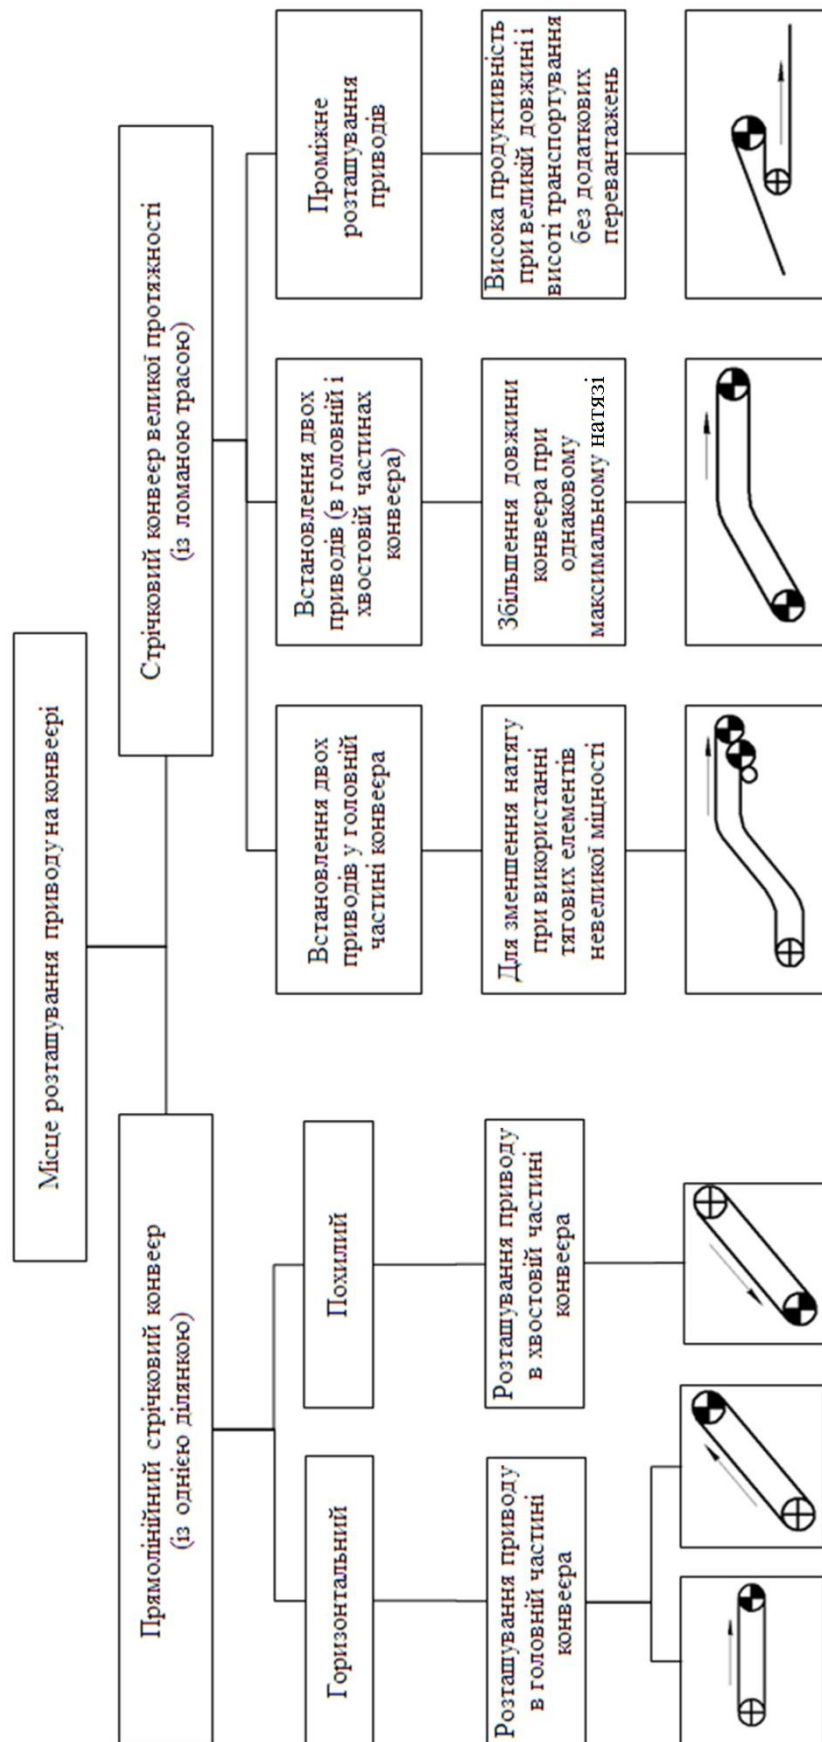 Місце розташування приводу на конвеєрі
Прямолінійний стрічковий конвеєр
(із однією ділянкою)
Стрічковий конвеєр великої протяжності
(із ломаною трасою)
Горизонтальний
Похилий
Встановлення двох
приводів у головній
частині конвеєра
Встановлення двох
приводів (в головній і
хвостовій частинах
конвеєра)
Проміжне
розташування
приводів
Розташування приводу
в головній частині
конвеєра
Розташування приводу
в хвостовій частині
конвеєра
Для зменшення натягу
при використанні
тягових елементів
невеликої міцності
Збільшення довжини
конвеєра при
однаковому
максимальному натязі
Висока продуктивність
при великій довжині і
висоті транспортування
без додаткових
перевантажень